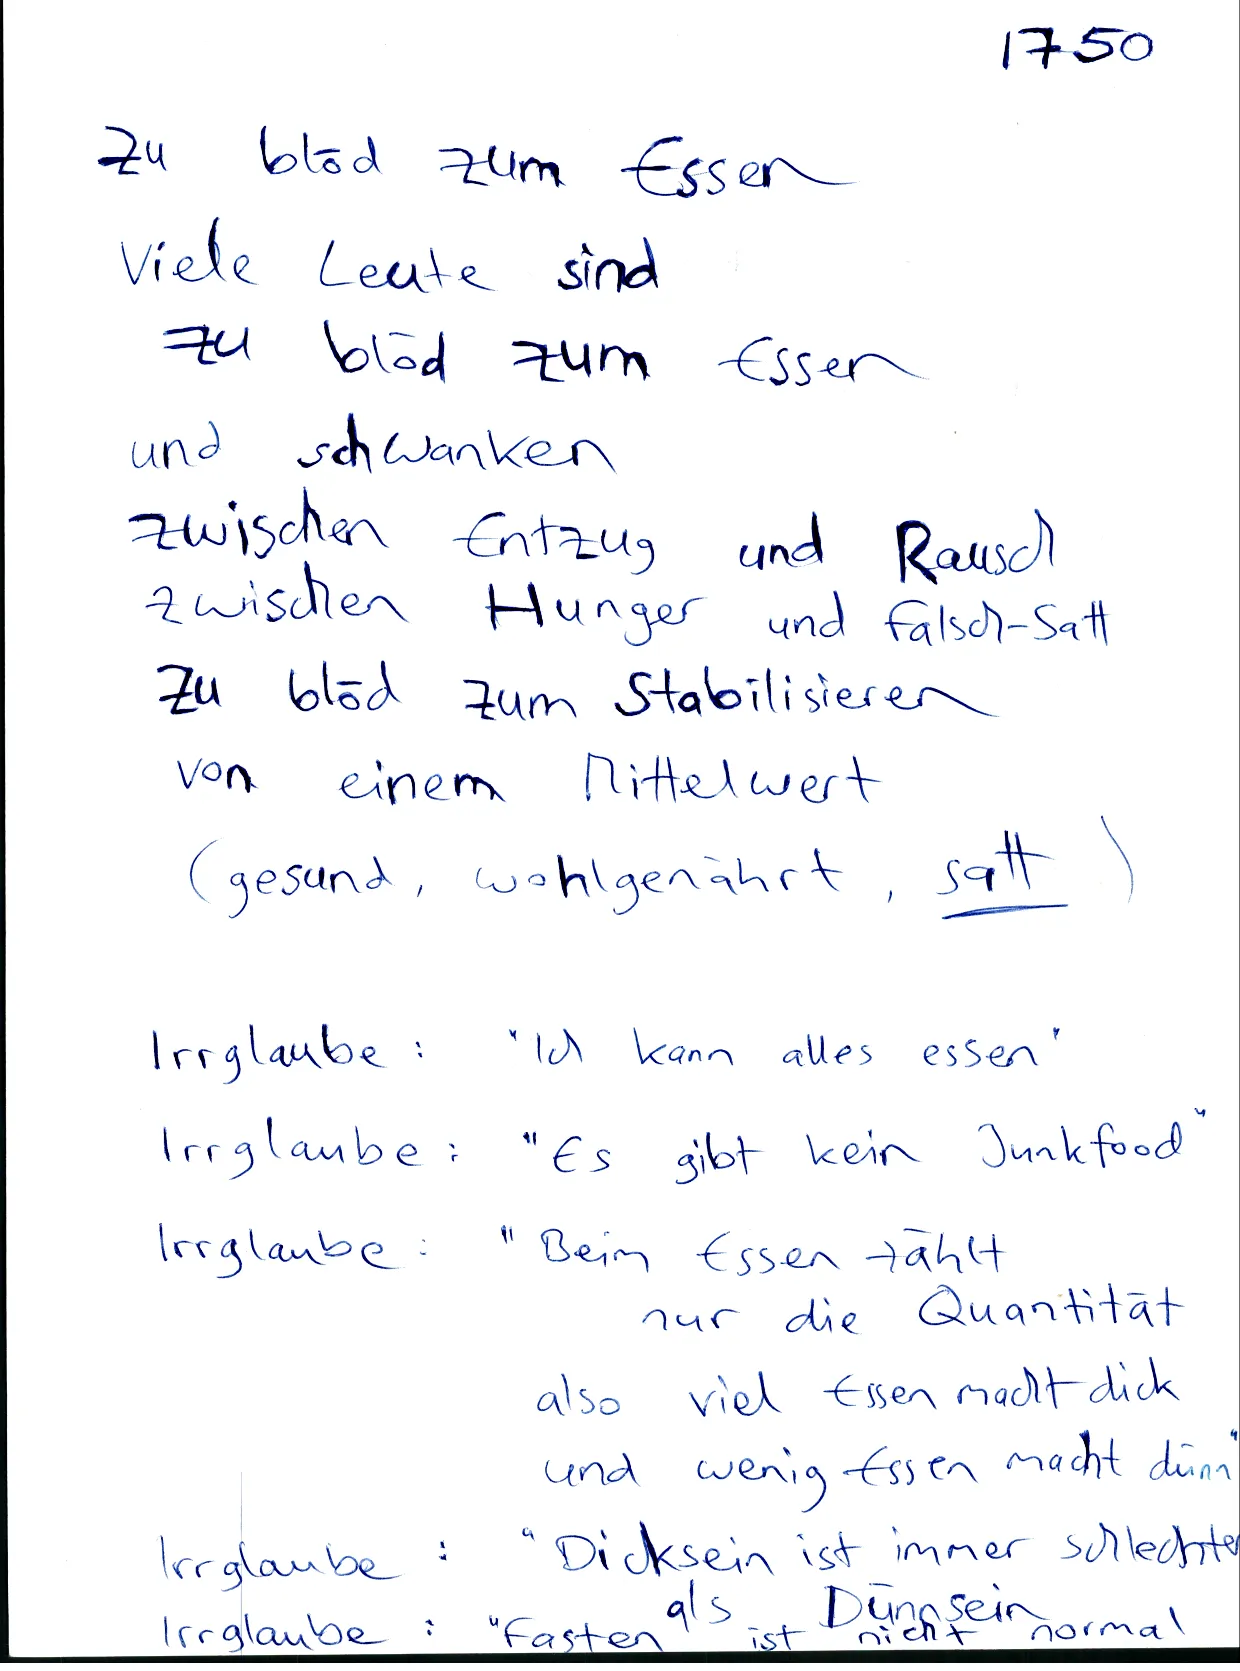 1750
Zu blöd zum Essen
Viele Leute sind
zu blöd zum Essen
und schwanken
zwischen Entzug und Rausch
zwischen Hunger und falsch-Satt
Zu blöd zum Stabilisieren
von einem Mittelwert
(gesund, wohlgenährt, satt)
Irrglaube: "Ich kann alles essen"
Irrglaube: "Es gibt kein Junkfood"
Irrglaube: "Beim Essen zählt
nur die Quantität
also viel Essen macht dick
und wenig Essen macht dünn"
Irrglaube: "Dicksein ist immer schlechter
als Dünnsein
Irrglaube: "Fasten ist nicht normal